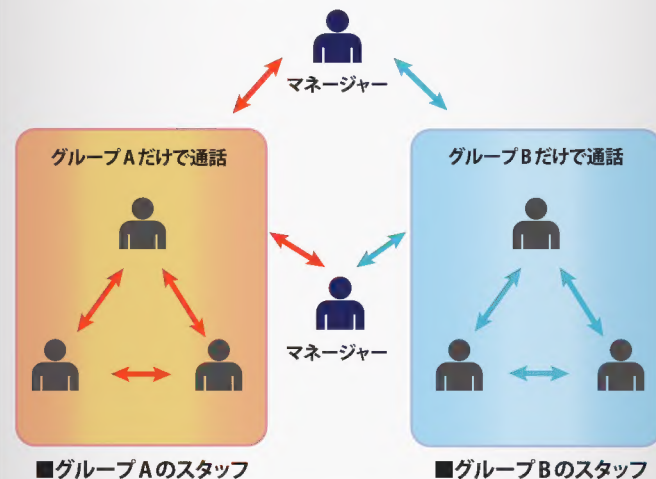 マネージャー
グループAだけで通話
グループBだけで通話
マネージャー
■グループAのスタッフ
■グループBのスタッフ